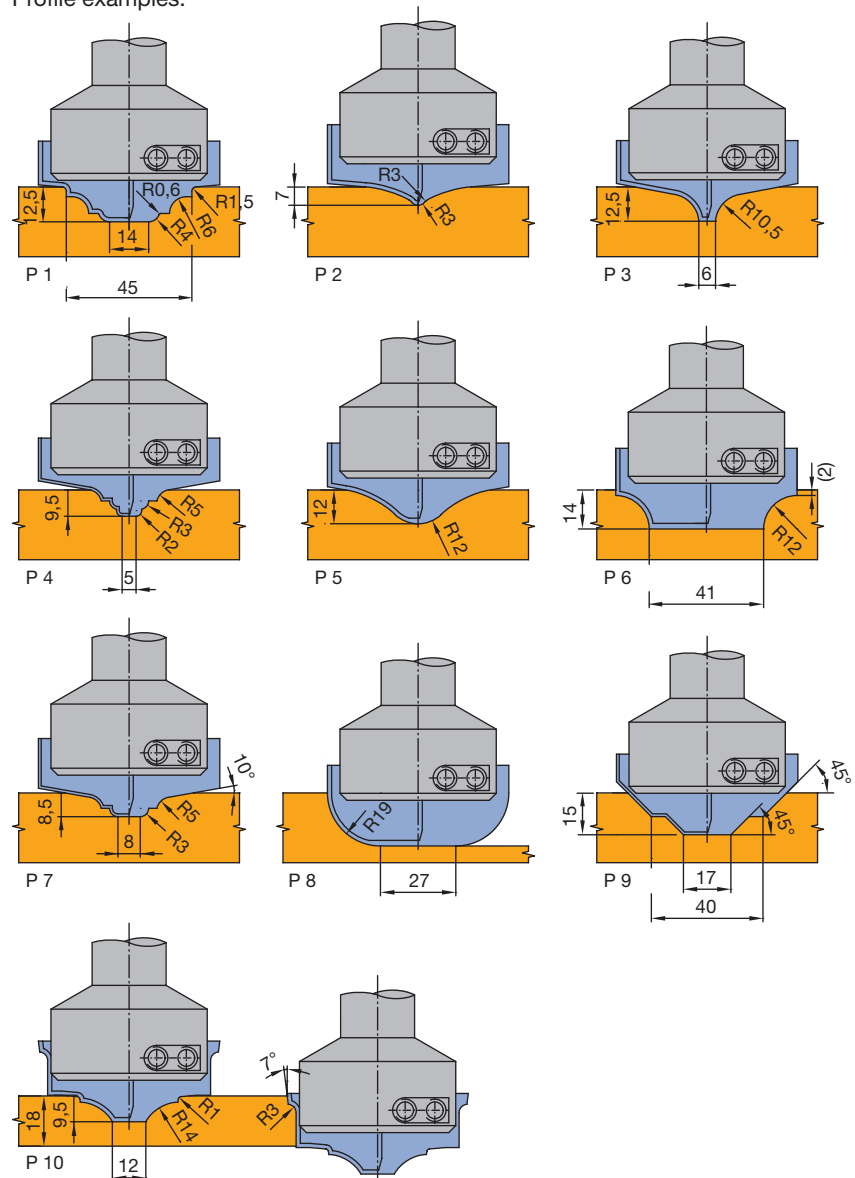 Profile examples:
12,5
R0,6
R1,5
R6
R4
14
P 1
45
7
R3
R3
P 2
12,5
R10,5
P 3
6
9,5
R5
R3
R2
P 4
5
12
R12
P 5
(2)
14
R12
P 6
41
10°
8,5
R5
R3
8
P 7
R19
P 8
27
45°
15
45°
P 9
17
40
7°
18
9,5
R1
R14
R3
P 10
12